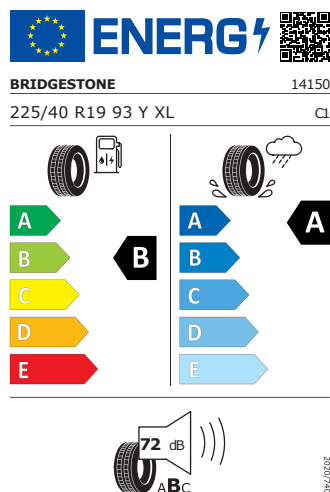 ENERG
BRIDGESTONE 14150
225/40 R19 93 Y XL C1
A A
B B
C C
D D
E E
B
A
72 dB
ABC
2020/740